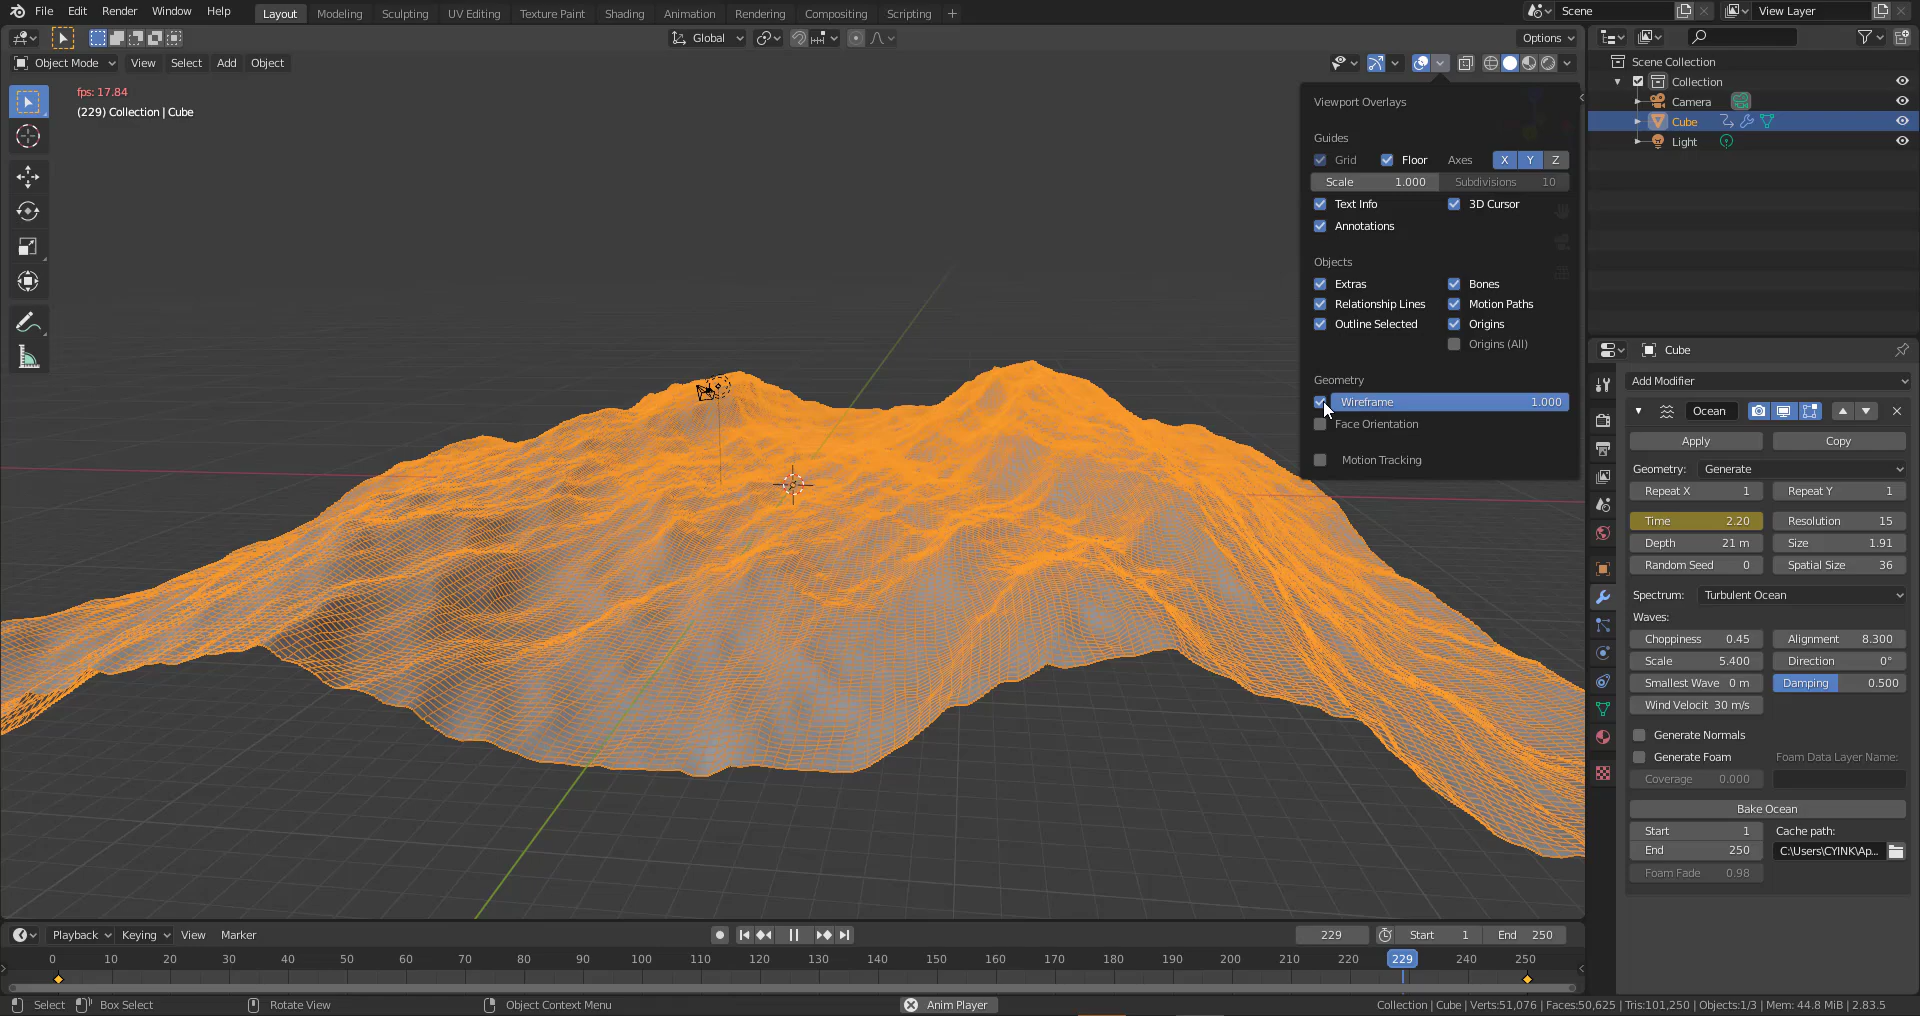 File Edit Render Window Help Layout Modeling Sculpting UV Editing Texture Paint Shading Animation Rendering Compositing Scripting + Scene View Layer
Global Options
Object Mode View Select Add Object
fps: 17.84
(229) Collection | Cube
Viewport Overlays
Guides
Grid Floor Axes X Y Z
Scale 1.000 Subdivisions 10
Text Info 3D Cursor
Annotations
Objects
Extras Bones
Relationship Lines Motion Paths
Outline Selected Origins
Origins (All)
Geometry
Wireframe 1.000
Face Orientation
Motion Tracking
Scene Collection
Collection
Camera
Cube
Light
Cube
Add Modifier
Ocean
Apply Copy
Geometry: Generate
Repeat X 1 Repeat Y 1
Time 2.20 Resolution 15
Depth 21 m Size 1.91
Random Seed 0 Spatial Size 36
Spectrum: Turbulent Ocean
Waves:
Choppiness 0.45 Alignment 8.300
Scale 5.400 Direction 0°
Smallest Wave 0 m Damping 0.500
Wind Velocit 30 m/s
Generate Normals
Generate Foam Foam Data Layer Name:
Coverage 0.000
Bake Ocean
Start 1 Cache path:
End 250 C:\Users\CYINK\Ap...
Foam Fade 0.98
Playback Keying View Marker 229 Start 1 End 250
0 10 20 30 40 50 60 70 80 90 100 110 120 130 140 150 160 170 180 190 200 210 220 229 240 250
Select Box Select Rotate View Object Context Menu Anim Player Collection | Cube | Verts:51,076 | Faces:50,625 | Tris:101,250 | Objects:1/3 | Mem: 44.8 MiB | 2.83.5